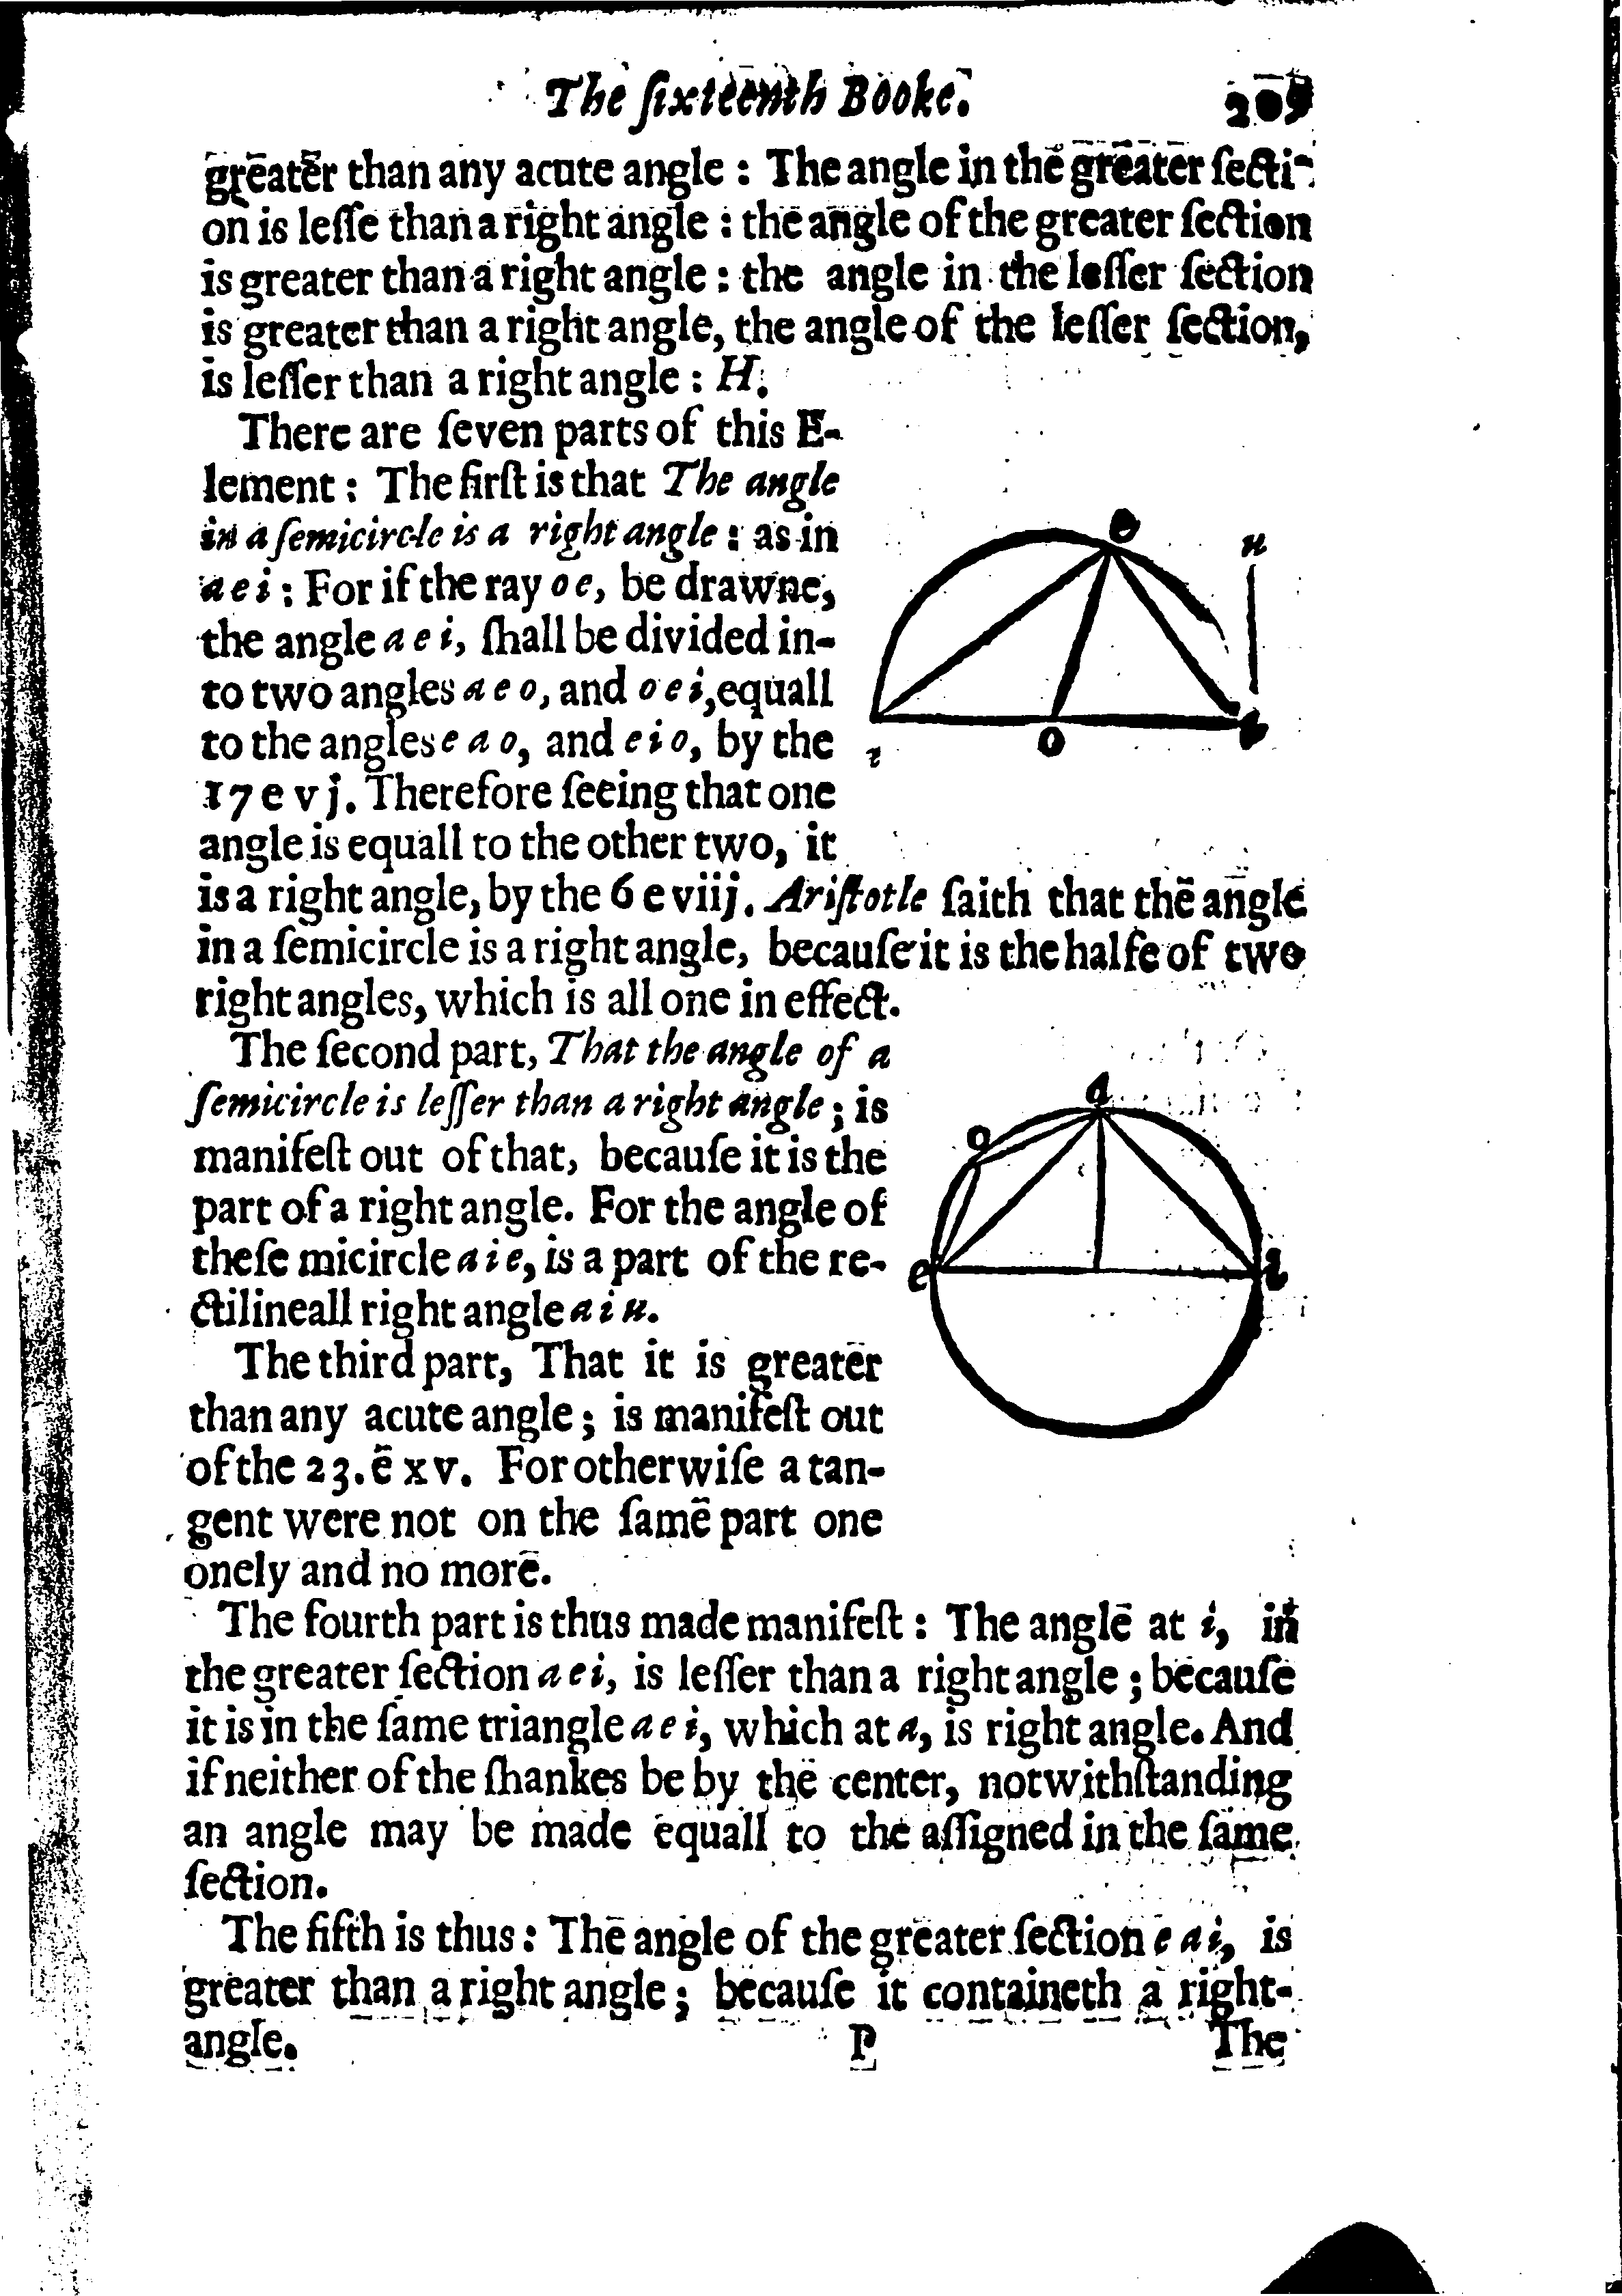 The ſixteenth Booke. 209
greater than any acute angle : The angle in the greater ſecti-
on is leſſe than a right angle : the angle of the greater ſection
is greater than a right angle : the angle in the leſſer ſection
is greater than a right angle, the angle of the leſſer ſection,
is leſſer than a right angle : H.
There are ſeven parts of this E-
lement : The firſt is that The angle
in a ſemicircle is a right angle : as in
a e i : For if the ray o e, be drawne,
the angle a e i, ſhall be divided in-
to two angles a e o, and o e i, equall
to the angles e a o, and e i o, by the
17 e v j. Therefore ſeeing that one
angle is equall to the other two, it
is a right angle, by the 6 e viij. Ariſtotle ſaith that the angle
in a ſemicircle is a right angle, becauſe it is the halfe of two
right angles, which is all one in effect.
The ſecond part, That the angle of a
ſemicircle is leſſer than a right angle ; is
manifeſt out of that, becauſe it is the
part of a right angle. For the angle of
theſe micircle a i e, is a part of the re-
ctilineall right angle a i u.
The third part, That it is greater
than any acute angle ; is manifeſt out
of the 23. e x v. For otherwiſe a tan-
gent were not on the ſame part one
onely and no more.
The fourth part is thus made manifeſt : The angle at i, in
the greater ſection a e i, is leſſer than a right angle ; becauſe
it is in the ſame triangle a e i, which at a, is right angle. And
if neither of the ſhankes be by the center, notwithſtanding
an angle may be made equall to the aſſigned in the ſame
ſection.
The fifth is thus : The angle of the greater ſection e a i, is
greater than a right angle ; becauſe it containeth a right-
angle.
P The
u
o
a
o
e
i